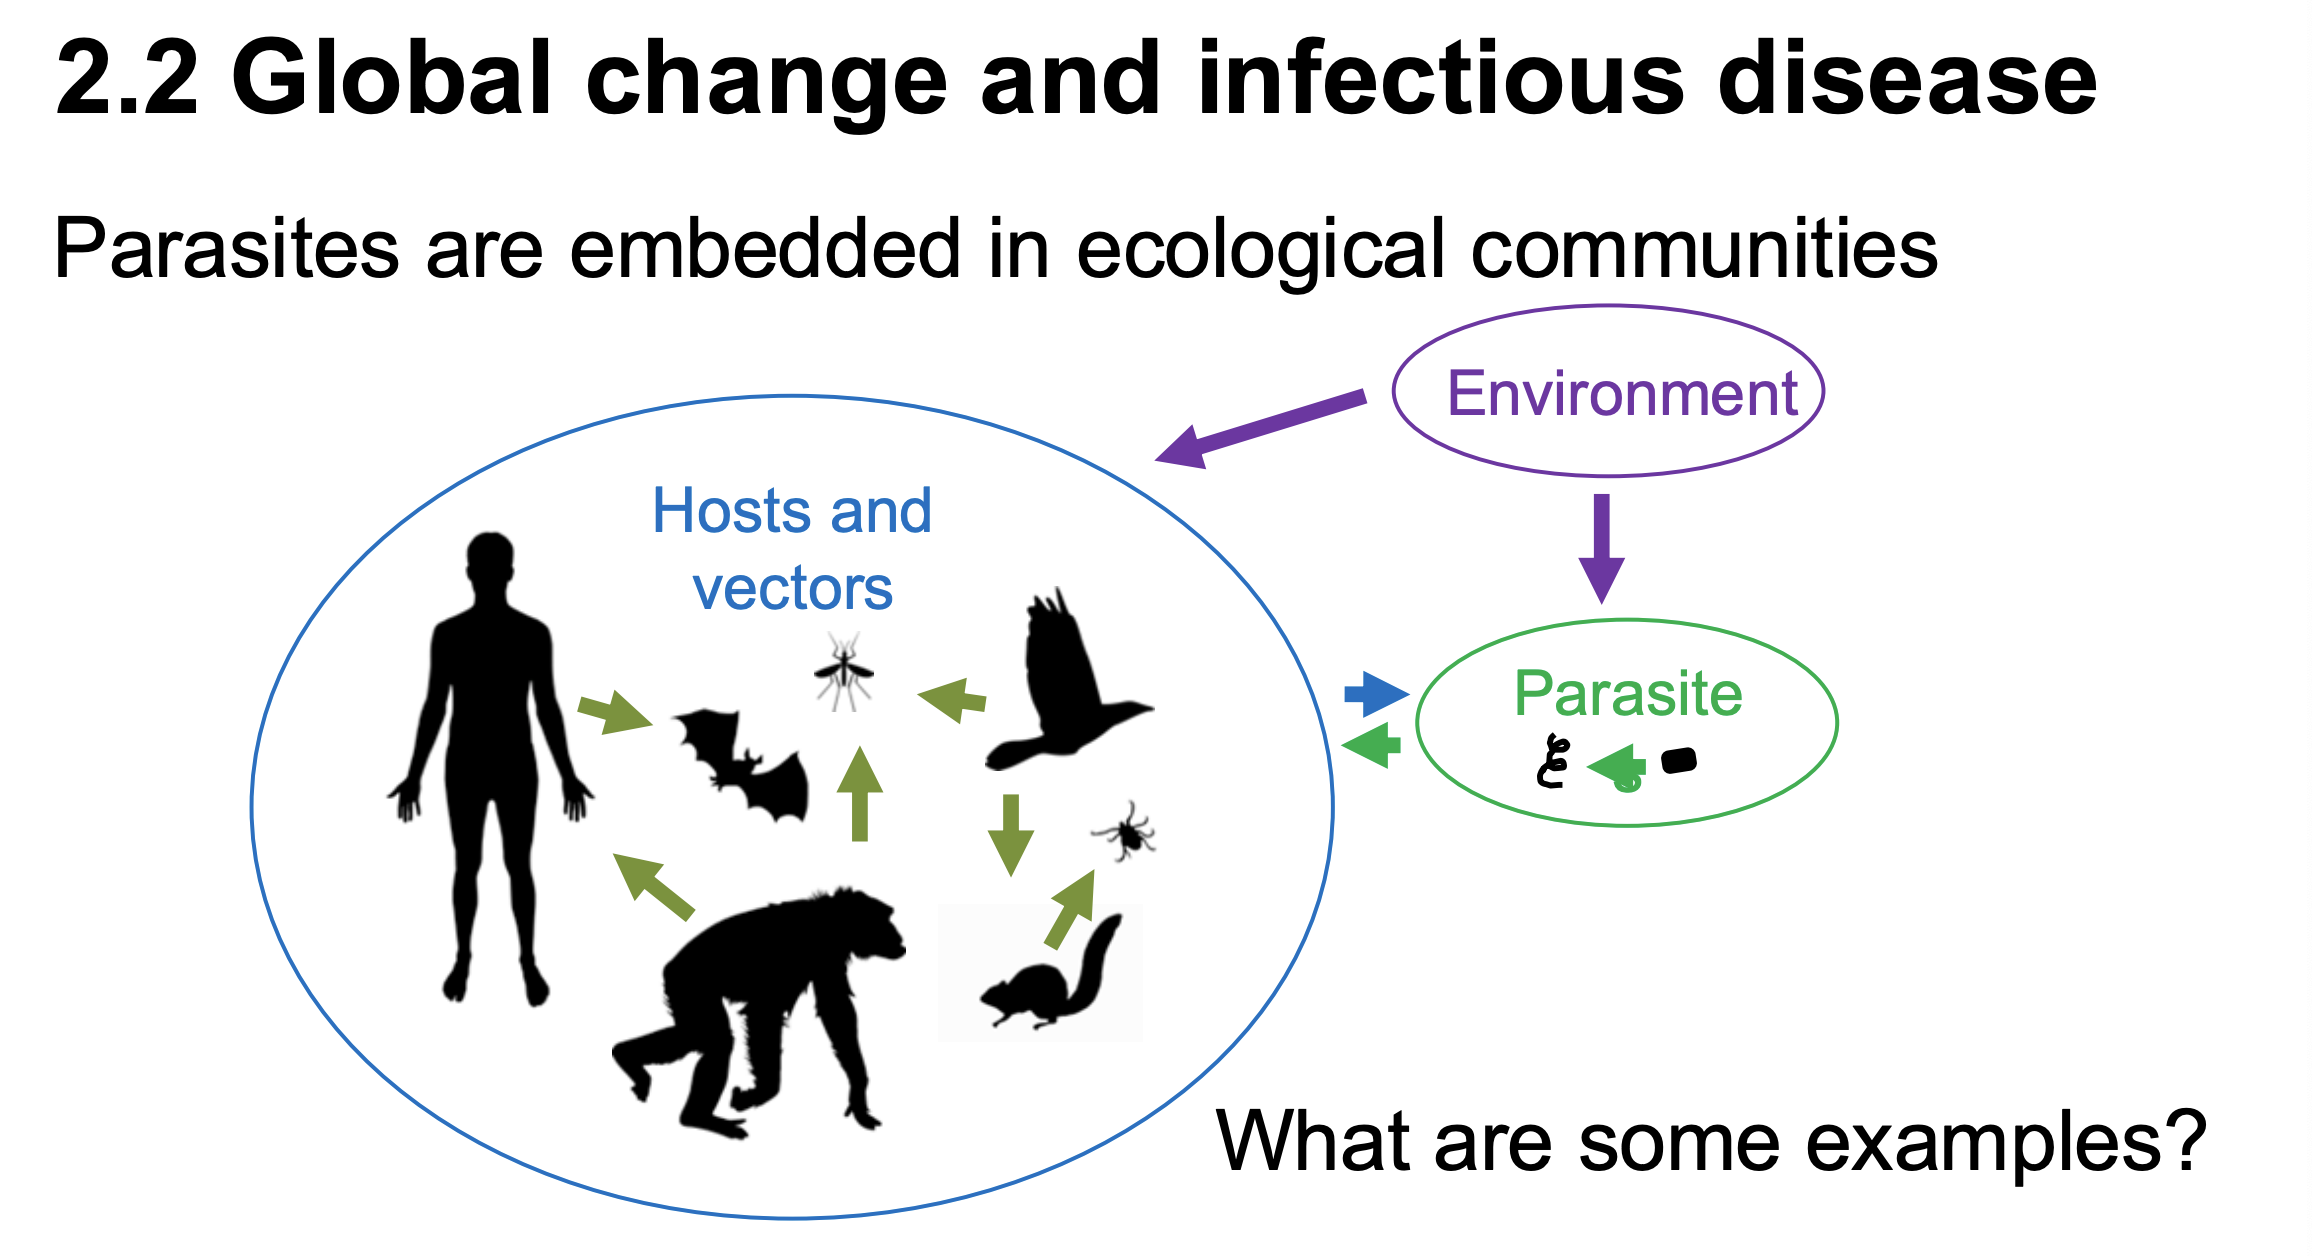 2.2 Global change and infectious disease
Parasites are embedded in ecological communities
Environment
Hosts and
vectors
Parasite
What are some examples?